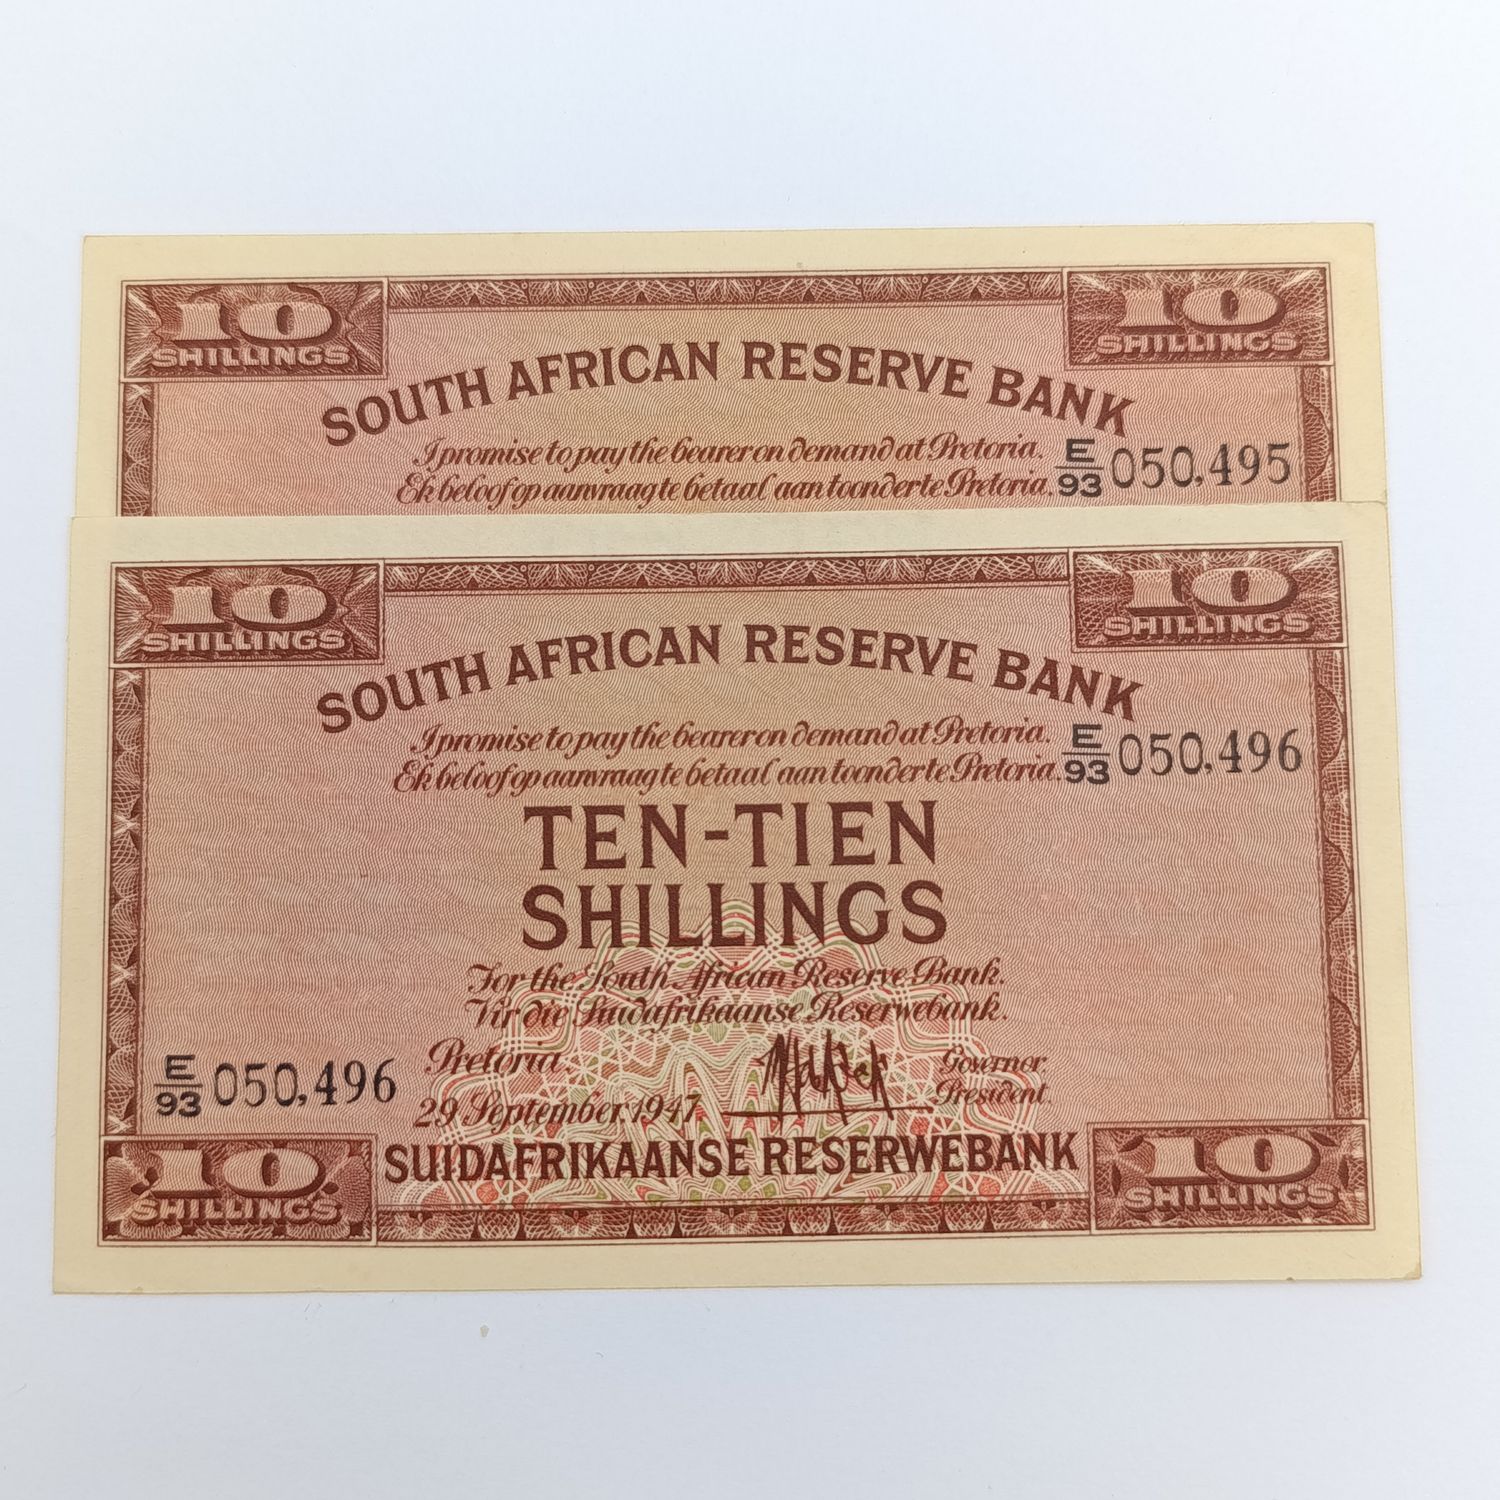 10 10
SHILLINGS SHILLINGS
SOUTH AFRICAN RESERVE BANK
I promise to pay the bearer on demand at Pretoria.
Ek beloof op aanvraag te betaal aan toonder te Pretoria.
E/93 050,495
10 10
SHILLINGS SHILLINGS
SOUTH AFRICAN RESERVE BANK
I promise to pay the bearer on demand at Pretoria.
Ek beloof op aanvraag te betaal aan toonder te Pretoria.
E/93 050,496
TEN-TIEN
SHILLINGS
For the South African Reserve Bank.
Vir die Suidafrikaanse Reserwebank.
E/93 050,496
Pretoria.
29 September, 1947
Governor.
President.
SUIDAFRIKAANSE RESERWEBANK
10 10
SHILLINGS SHILLINGS